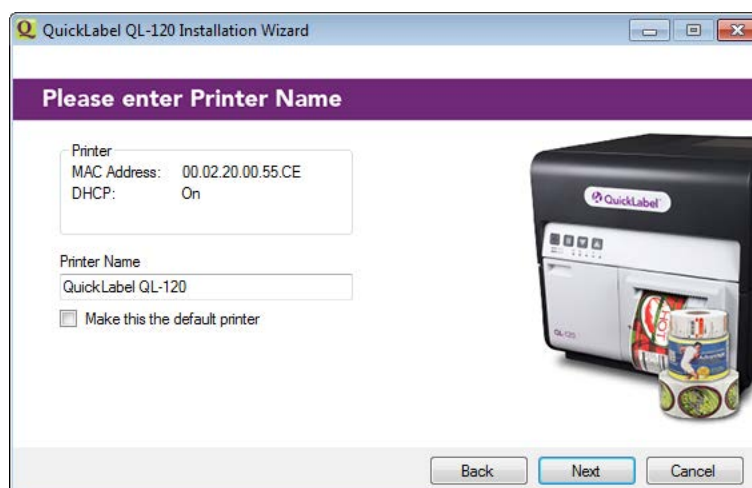 QuickLabel QL-120 Installation Wizard
Please enter Printer Name
Printer
MAC Address: 00.02.20.00.55.CE
DHCP: On
Printer Name
QuickLabel QL-120
Make this the default printer
QuickLabel
QL-120
HOT
Back Next Cancel